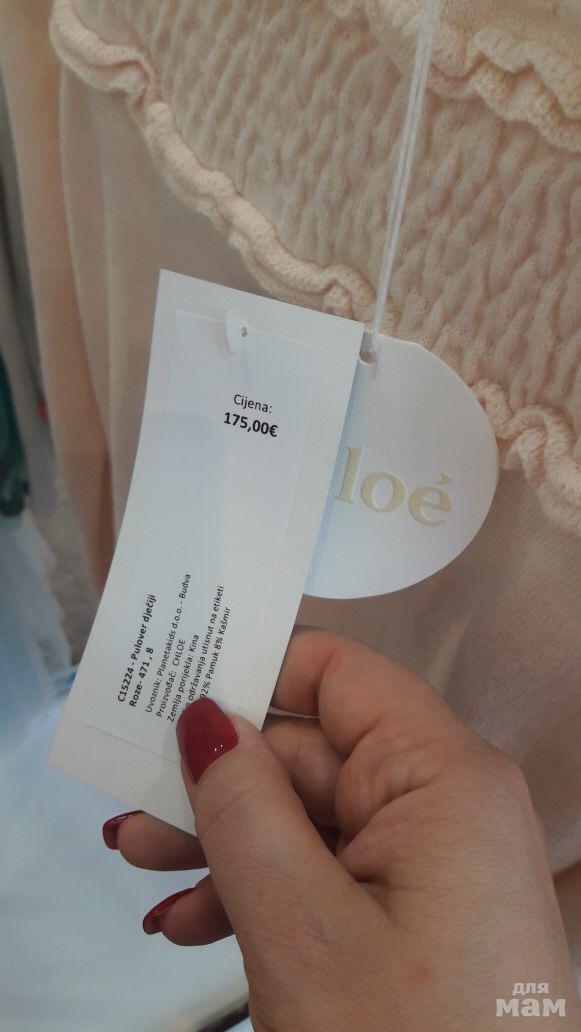 Cijena:
175,00€
C15224 - Pulover dječiji
Roze- 471 , 8
Uvoznik: Planetakids d.o.o. - Budva
Proizvođač: CHLOE
Zemlja porijekla: Kina
održavanja utisnut na etiketi
92% Pamuk 8% Kašmir
loé
для
мам